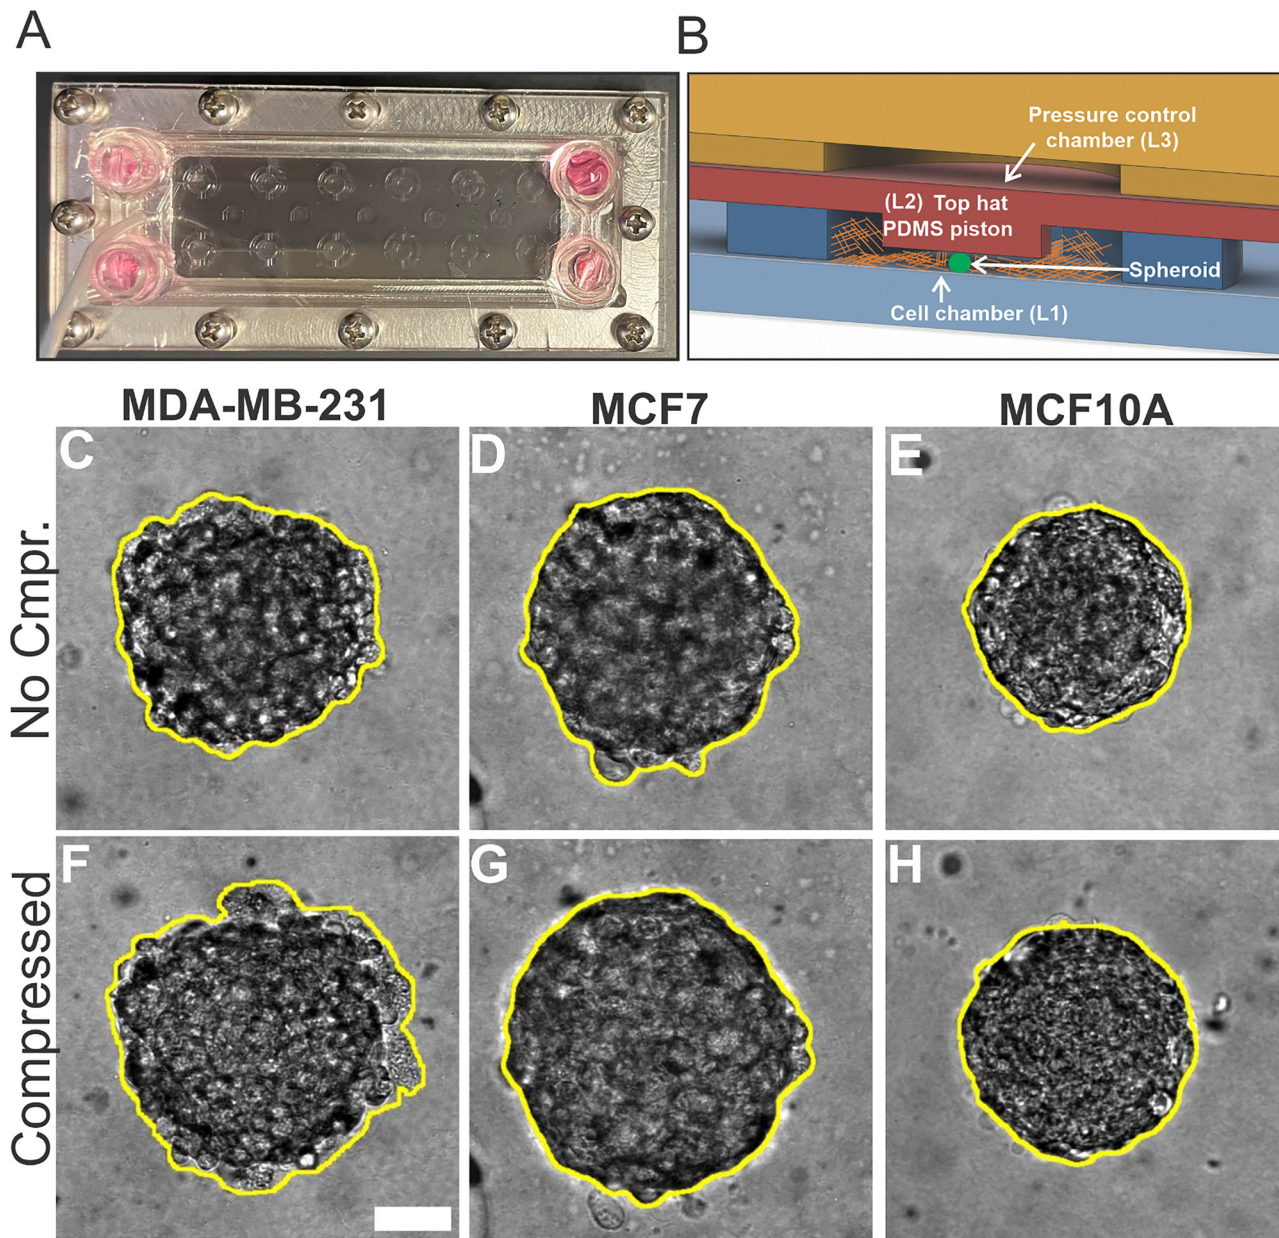 A
B
Pressure control
chamber (L3)
(L2) Top hat
PDMS piston
Spheroid
Cell chamber (L1)
MDA-MB-231
MCF7
MCF10A
No Cmpr.
C
D
E
Compressed
F
G
H